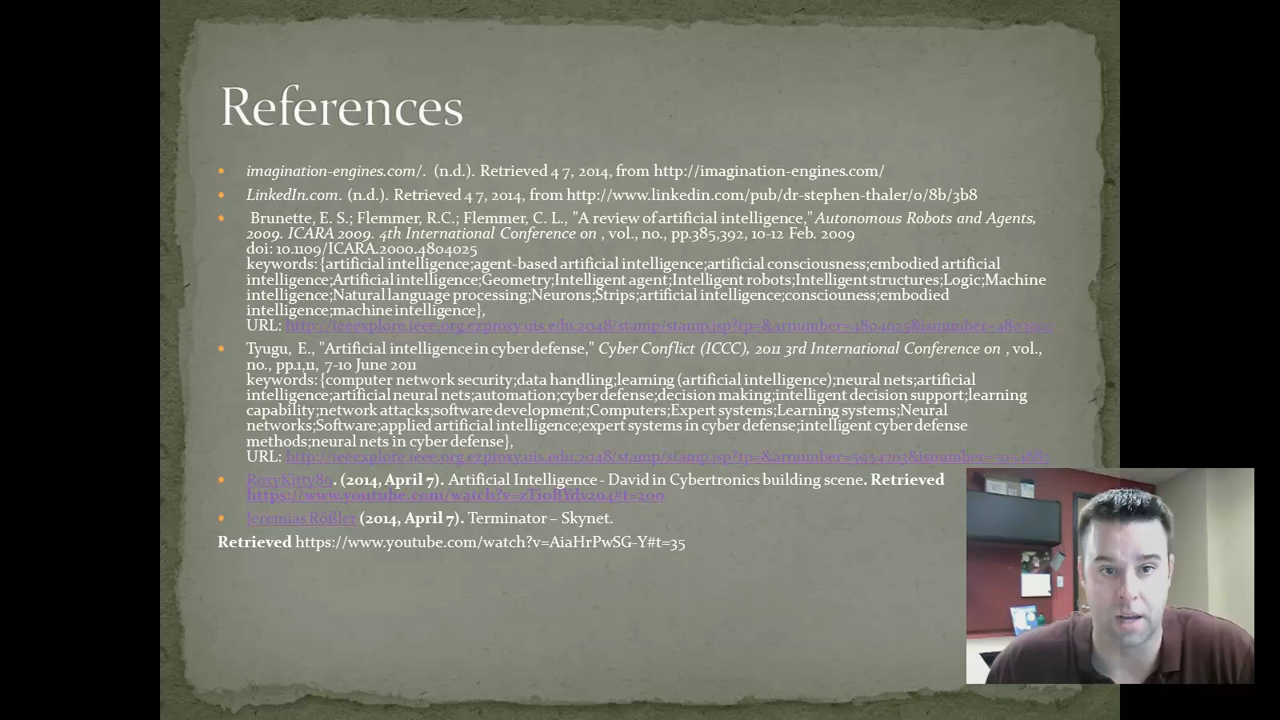 References
imagination-engines.com/. (n.d.). Retrieved 4 7, 2014, from http://imagination-engines.com/
LinkedIn.com. (n.d.). Retrieved 4 7, 2014, from http://www.linkedin.com/pub/dr-stephen-thaler/0/8b/3b8
Brunette, E. S.; Flemmer, R.C.; Flemmer, C. L., "A review of artificial intelligence," Autonomous Robots and Agents,
2009. ICARA 2009. 4th International Conference on , vol., no., pp.385,392, 10-12 Feb. 2009
doi: 10.1109/ICARA.2000.4804025
keywords: {artificial intelligence;agent-based artificial intelligence;artificial consciousness;embodied artificial
intelligence;Artificial intelligence;Geometry;Intelligent agent;Intelligent robots;Intelligent structures;Logic;Machine
intelligence;Natural language processing;Neurons;Strips;artificial intelligence;consciouness;embodied
intelligence;machine intelligence},
URL: http://ieeexplore.ieee.org.ezproxy.uis.edu:2048/stamp/stamp.jsp?tp=&arnumber=4804025&isnumber=
Tyugu, E., "Artificial intelligence in cyber defense," Cyber Conflict (ICCC), 2011 3rd International Conference on , vol.,
no., pp.1,11, 7-10 June 2011
keywords: {computer network security;data handling;learning (artificial intelligence);neural nets;artificial
intelligence;artificial neural nets;automation;cyber defense;decision making;intelligent decision support;learning
capability;network attacks;software development;Computers;Expert systems;Learning systems;Neural
networks;Software;applied artificial intelligence;expert systems in cyber defense;intelligent cyber defense
methods;neural nets in cyber defense},
URL: http://ieeexplore.ieee.org.ezproxy.uis.edu:2048/stamp/stamp.jsp?tp=&arnumber=5954703&isnumber=
RoxyKitty80. (2014, April 7). Artificial Intelligence - David in Cybertronics building scene. Retrieved
Jeremias Rößler (2014, April 7). Terminator – Skynet.
Retrieved https://www.youtube.com/watch?v=AiaHrPwSG-Y#t=35